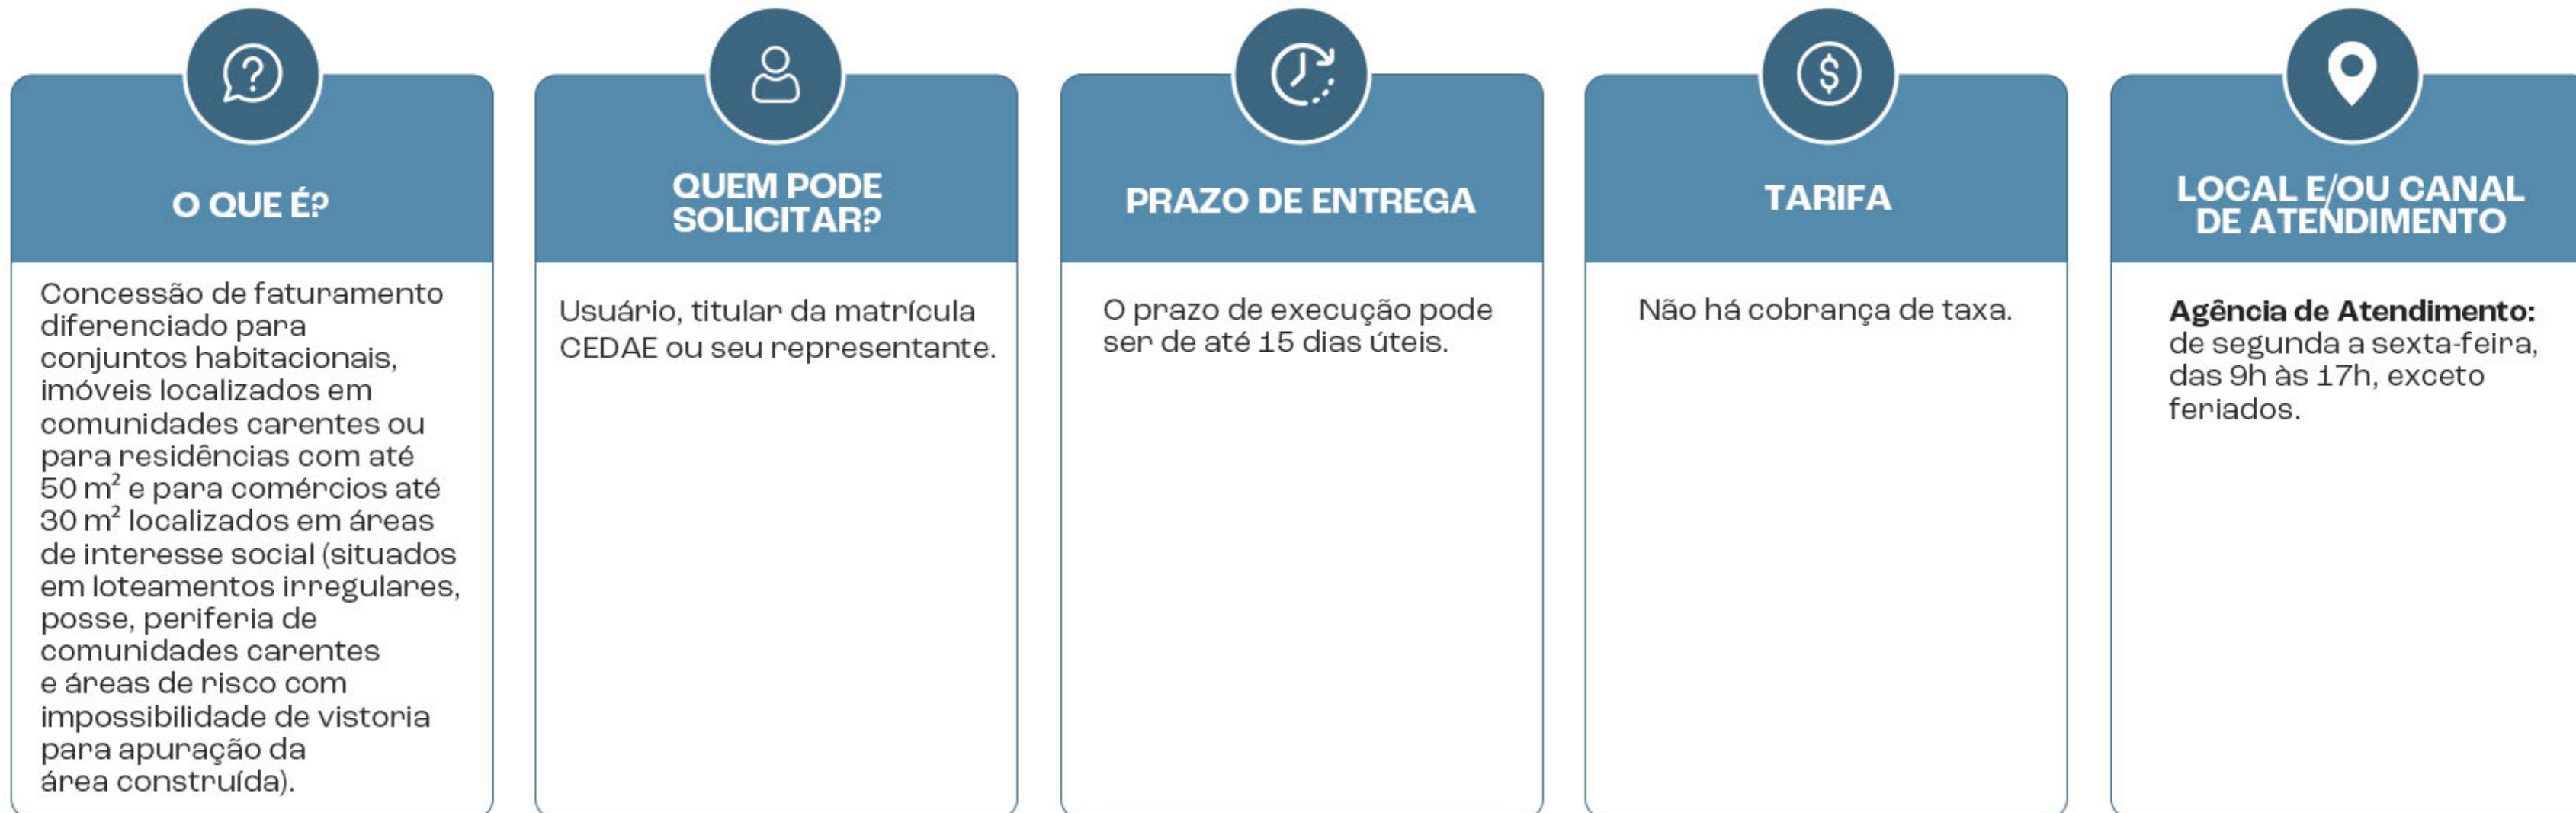 O QUE É?
Concessão de faturamento
diferenciado para
conjuntos habitacionais,
imóveis localizados em
comunidades carentes ou
para residências com até
50 m² e para comércios até
30 m² localizados em áreas
de interesse social (situados
em loteamentos irregulares,
posse, periferia de
comunidades carentes
e áreas de risco com
impossibilidade de vistoria
para apuração da
área construída).
QUEM PODE
SOLICITAR?
Usuário, titular da matrícula
CEDAE ou seu representante.
PRAZO DE ENTREGA
O prazo de execução pode
ser de até 15 dias úteis.
TARIFA
Não há cobrança de taxa.
LOCAL E/OU CANAL
DE ATENDIMENTO
Agência de Atendimento:
de segunda a sexta-feira,
das 9h às 17h, exceto
feriados.